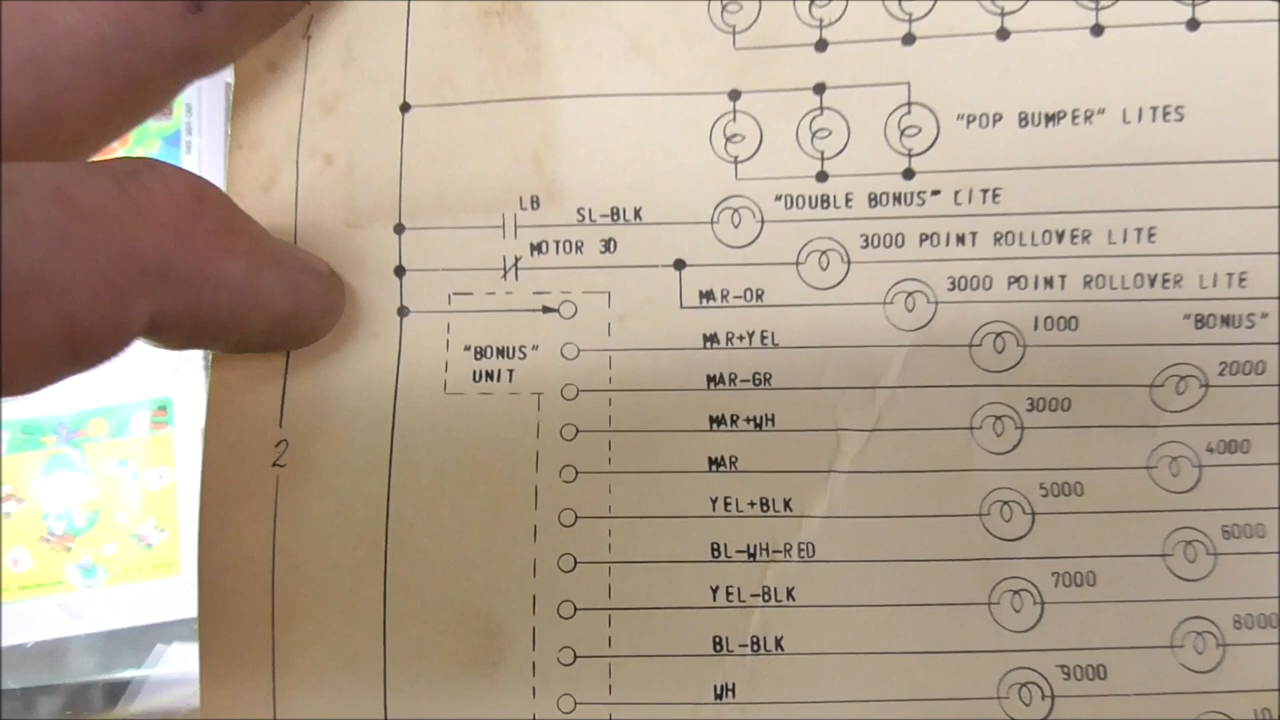 "POP BUMPER" LITES
LB
SL-BLK
"DOUBLE BONUS" LITE
MOTOR 3D
3000 POINT ROLLOVER LITE
MAR-OR
3000 POINT ROLLOVER LITE
"BONUS"
UNIT
MAR+YEL
1000
"BONUS"
MAR-GR
2000
MAR+WH
3000
MAR
4000
YEL+BLK
5000
2
BL-WH-RED
6000
YEL-BLK
7000
BL-BLK
8000
WH
9000